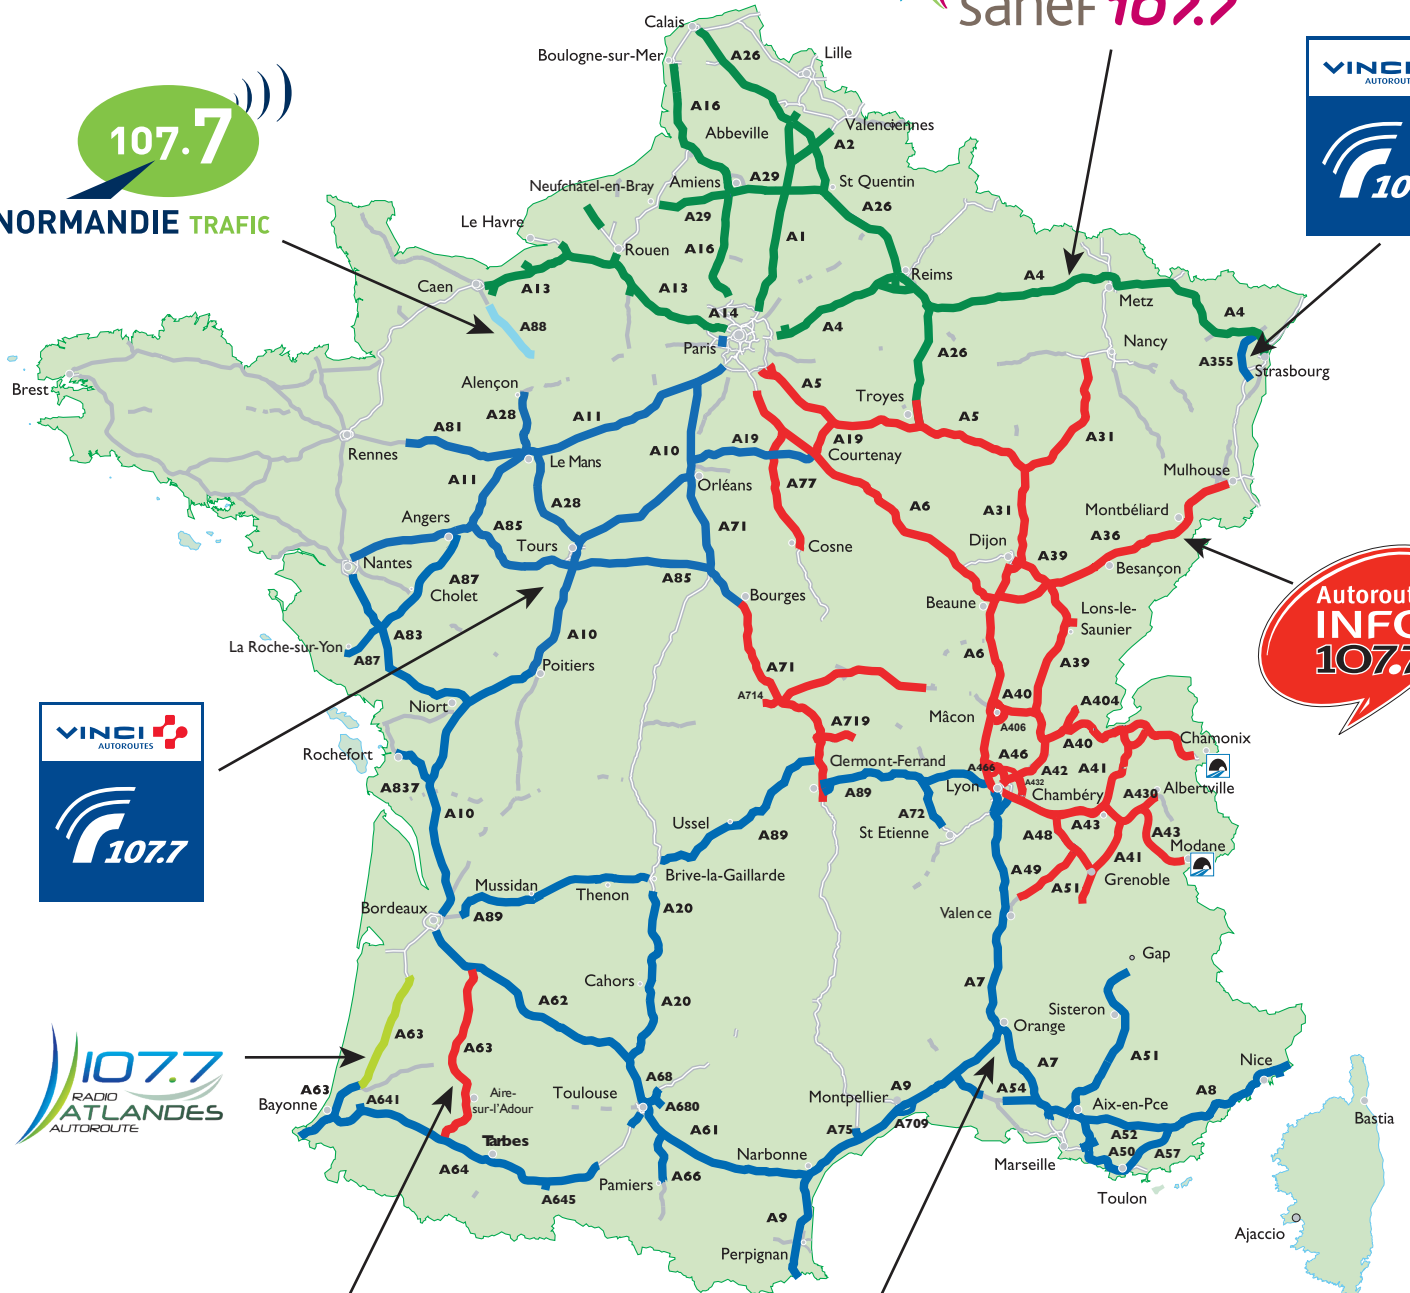 sanef 107.7
Calais
Boulogne-sur-Mer
A26
Lille
VINCI
AUTOROUT
10
107.7
NORMANDIE TRAFIC
A16
Abbeville
Valenciennes
A2
Neufchâtel-en-Bray
Amiens
A29
St Quentin
A29
A26
Le Havre
Rouen
A16
A1
Caen
A13
A13
Reims
A4
Metz
A14
A4
A4
A88
Paris
A26
Nancy
A355
Strasbourg
Brest
Alençon
A5
Troyes
A28
A11
A5
A81
A19
A19
A31
Rennes
Le Mans
A10
Courtenay
Mulhouse
A11
Orléans
A77
A28
A6
A31
Montbéliard
Angers
A85
A71
Tours
Cosne
Dijon
A36
A39
Nantes
A87
Cholet
A85
Besançon
Bourges
Beaune
Lons-le-
Saunier
Autorout
INFO
107.7
A83
A10
La Roche-sur-Yon
A87
A6
A39
Poitiers
A71
A714
Niort
A40
A404
Mâcon
A406
A719
VINCI
AUTOROUTES
107.7
Rochefort
A40
Chamonix
A46
Clermont-Ferrand
A466
A42
A41
A837
A89
Lyon
A432
Chambéry
A430
Albertville
A10
A72
Ussel
A89
St Etienne
A48
A43
A43
Modane
A41
Mussidan
Thenon
Brive-la-Gaillarde
A49
A51
Grenoble
Bordeaux
A89
A20
Valence
Gap
Cahors
A7
A62
A20
Sisteron
Orange
A63
A63
A51
107.7
RADIO
ATLANDES
AUTOROUTE
A7
Nice
A63
A641
Aire-
sur-l'Adour
Toulouse
A68
A9
Montpellier
A54
A8
Bayonne
A680
Aix-en-Pce
A709
Bastia
Tarbes
A61
A75
A52
A64
Narbonne
A50
A57
Marseille
A645
Pamiers
A66
Toulon
A9
Ajaccio
Perpignan